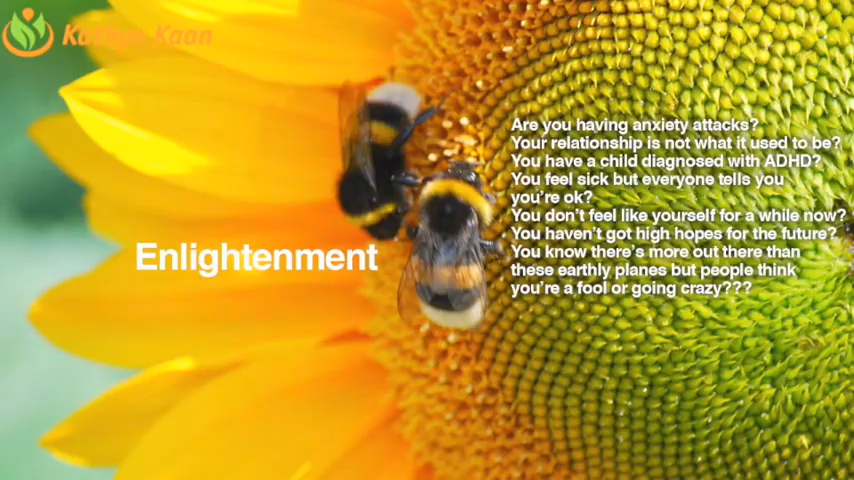 Kathye Kaan
Enlightenment
Are you having anxiety attacks?
Your relationship is not what it used to be?
You have a child diagnosed with ADHD?
You feel sick but everyone tells you
you're ok?
You don't feel like yourself for a while now?
You haven't got high hopes for the future?
You know there's more out there than
these earthly planes but people think
you're a fool or going crazy???